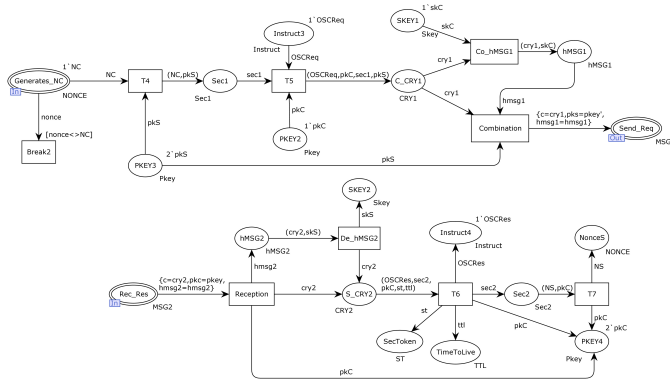 1`skC
SKEY1
Skey
skC
1`OSCReq
Instruct3
Instruct
OSCReq
1`NC
Generates_NC
In
NONCE
NC
T4
(NC,pkS)
Sec1
Sec1
sec1
T5
(OSCReq,pkC,sec1,pkS)
C_CRY1
CRY1
cry1
cry1
Co_hMSG1
(cry1,skC)
hMSG1
hMSG1
hmsg1
nonce
[nonce<>NC]
Break2
pkS
2`pkS
PKEY3
Pkey
pkC
1`pkC
PKEY2
Pkey
pkS
Combination
{c=cry1,pks=pkey',
hmsg1=hmsg1}
Send_Req
Out
MSG
SKEY2
Skey
skS
hMSG2
hMSG2
(cry2,skS)
De_hMSG2
hmsg2
cry2
Rec_Res
In
MSG2
{c=cry2,pkc=pkey,
hmsg2=hmsg2}
Reception
cry2
S_CRY2
CRY2
(OSCRes,sec2,
pkC,st,ttl)
1`OSCRes
Instruct4
Instruct
OSCRes
T6
sec2
Sec2
Sec2
(NS,pkC)
T7
NonceS
NONCE
NS
st
SecToken
ST
ttl
TimeToLive
TTL
pkC
pkC
2`pkC
PKEY4
Pkey
pkC